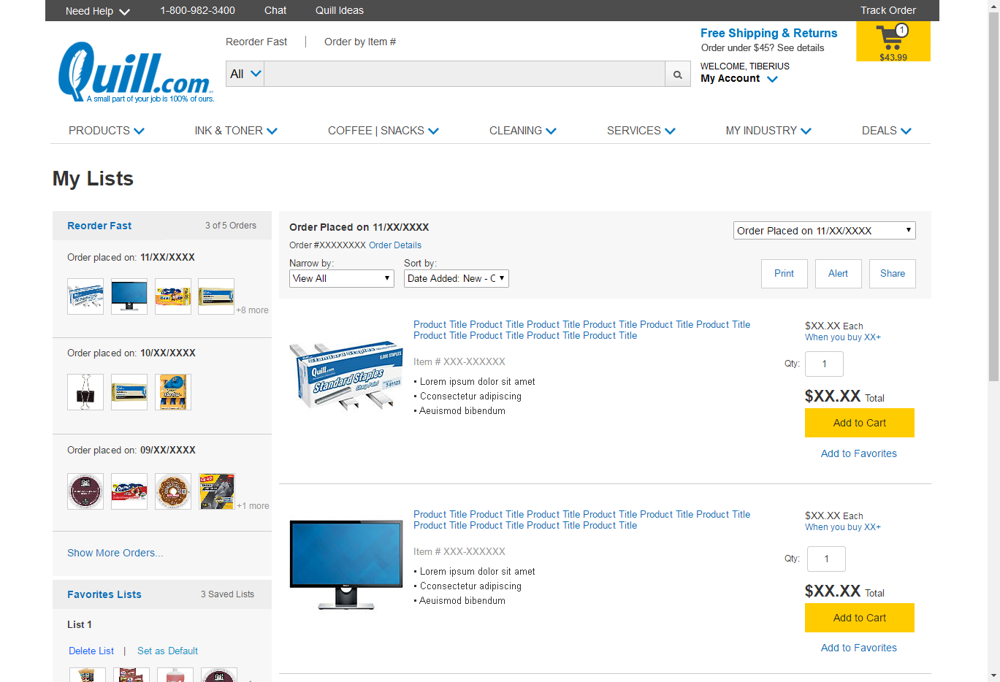 Need Help 1-800-982-3400 Chat Quill Ideas Track Order
Reorder Fast | Order by Item #
Free Shipping & Returns
Order under $45? See details
1
$43.99
Quill.com
A small part of your job is 100% of ours.
All
WELCOME, TIBERIUS
My Account
PRODUCTS INK & TONER COFFEE | SNACKS CLEANING SERVICES MY INDUSTRY DEALS
My Lists
Reorder Fast 3 of 5 Orders
Order placed on: 11/XX/XXXX
+8 more
Order placed on: 10/XX/XXXX
Order placed on: 09/XX/XXXX
+1 more
Show More Orders...
Favorites Lists 3 Saved Lists
List 1
Delete List | Set as Default
Order Placed on 11/XX/XXXX
Order Placed on 11/XX/XXXX
Order #XXXXXXXX Order Details
Narrow by: Sort by:
View All Date Added: New - O
Print Alert Share
Product Title Product Title Product Title Product Title Product Title Product Title
Product Title Product Title Product Title Product Title
Item # XXX-XXXXXX
• Lorem ipsum dolor sit amet
• Cconsectetur adipiscing
• Aeuismod bibendum
Standard Staples
5,000 STAPLES
Quill.com
Standard Staples
Sharp Point
7-91123
$XX.XX Each
When you buy XX+
Qty: 1
$XX.XX Total
Add to Cart
Add to Favorites
Product Title Product Title Product Title Product Title Product Title Product Title
Product Title Product Title Product Title Product Title
Item # XXX-XXXXXX
• Lorem ipsum dolor sit amet
• Cconsectetur adipiscing
• Aeuismod bibendum
$XX.XX Each
When you buy XX+
Qty: 1
$XX.XX Total
Add to Cart
Add to Favorites